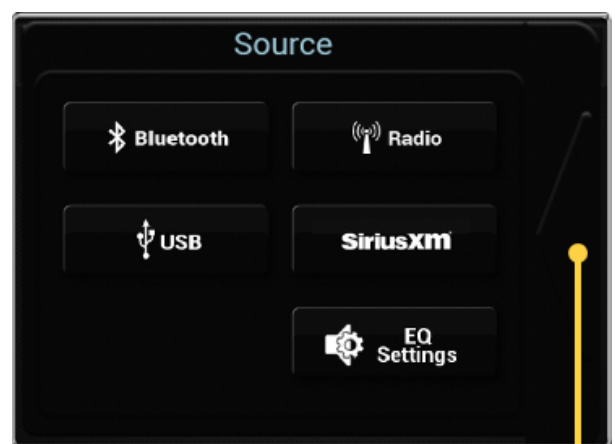 Source
Bluetooth
Radio
USB
SiriusXM
EQ
Settings